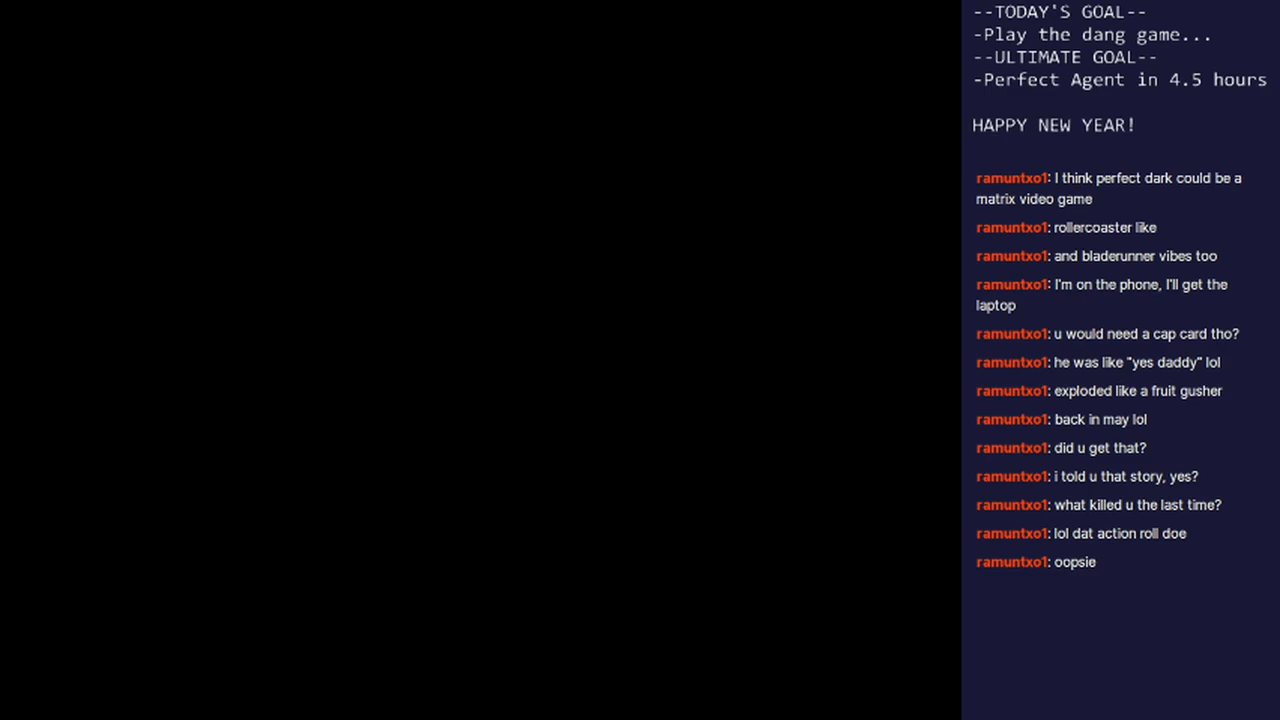 --TODAY'S GOAL--
-Play the dang game...
--ULTIMATE GOAL--
-Perfect Agent in 4.5 hours
HAPPY NEW YEAR!
ramuntxo1: I think perfect dark could be a
matrix video game
ramuntxo1: rollercoaster like
ramuntxo1: and bladerunner vibes too
ramuntxo1: I'm on the phone, I'll get the
laptop
ramuntxo1: u would need a cap card tho?
ramuntxo1: he was like "yes daddy" lol
ramuntxo1: exploded like a fruit gusher
ramuntxo1: back in may lol
ramuntxo1: did u get that?
ramuntxo1: i told u that story, yes?
ramuntxo1: what killed u the last time?
ramuntxo1: lol dat action roll doe
ramuntxo1: oopsie